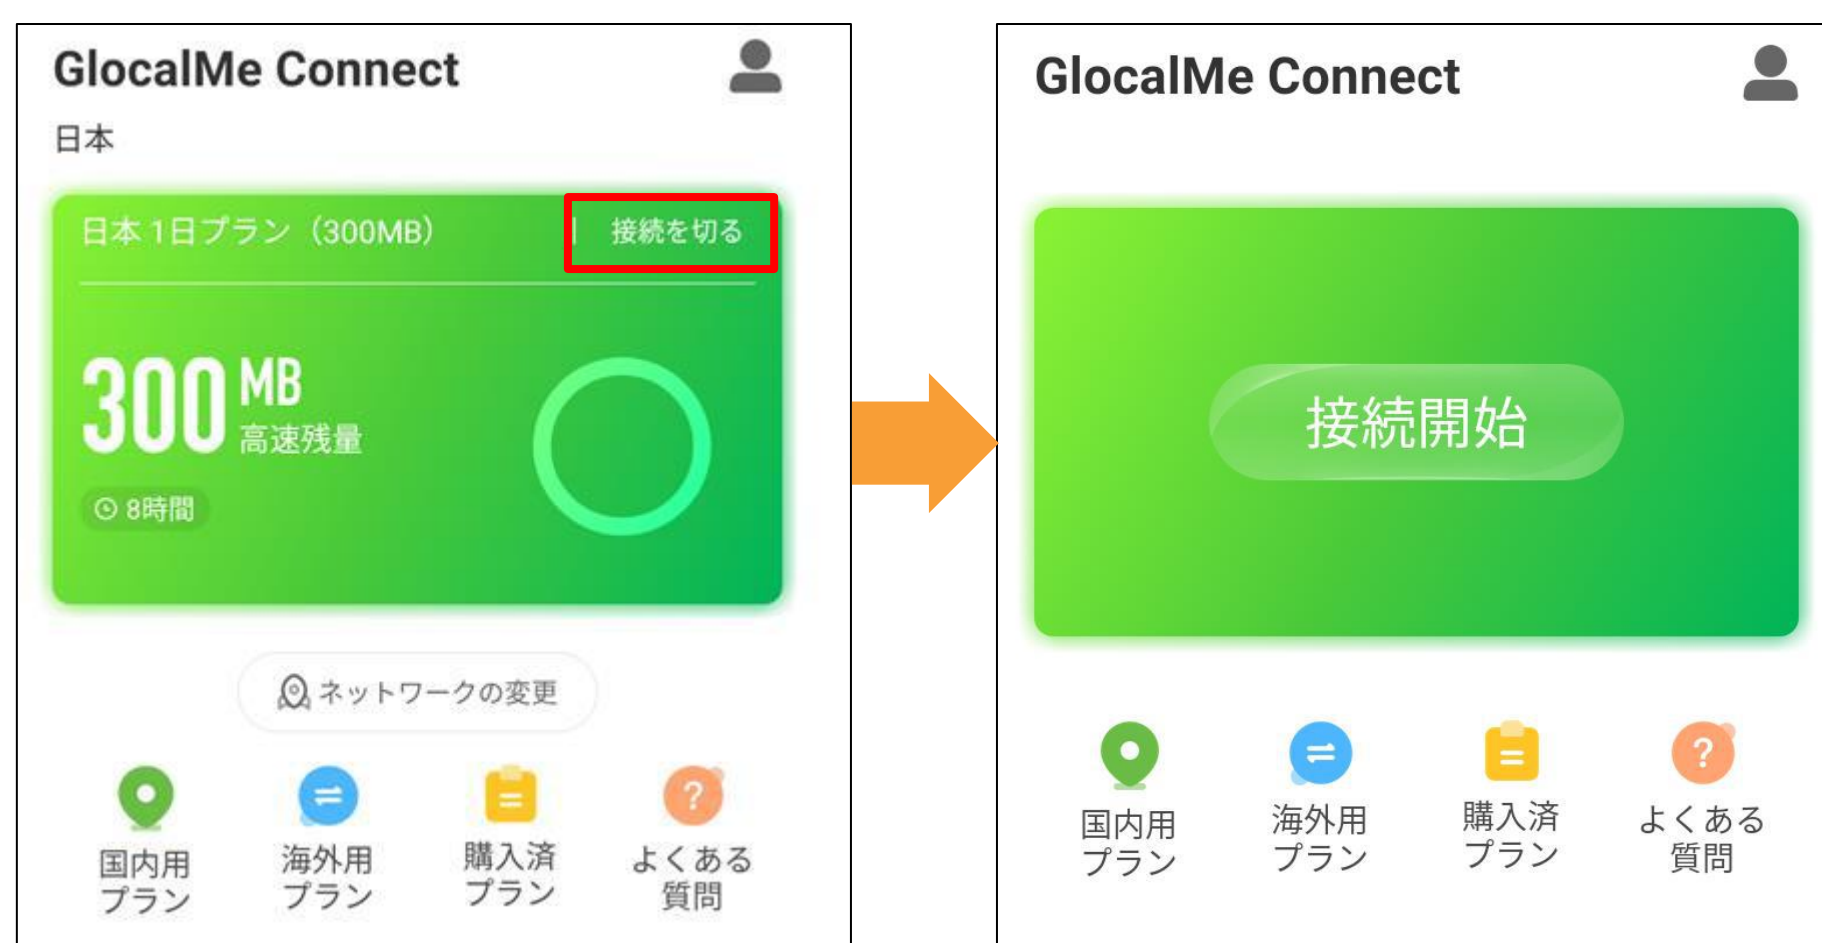 GlocalMe Connect
日本
日本 1日プラン（300MB）
| 接続を切る
300 MB
高速残量
8時間
ネットワークの変更
国内用
プラン
海外用
プラン
購入済
プラン
よくある
質問
GlocalMe Connect
接続開始
国内用
プラン
海外用
プラン
購入済
プラン
よくある
質問